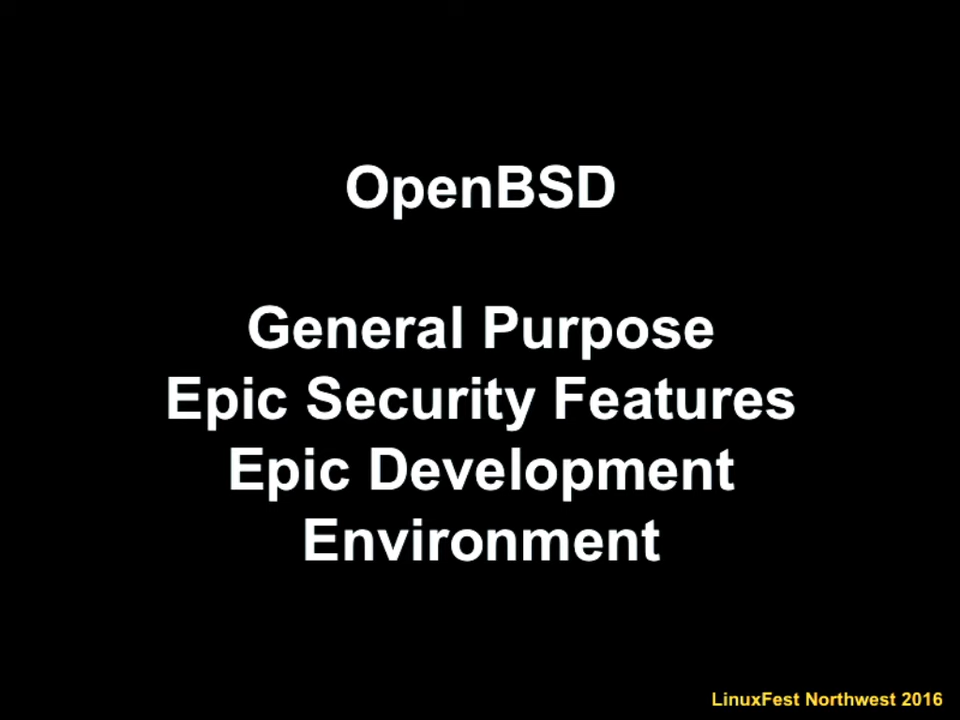 OpenBSD
General Purpose
Epic Security Features
Epic Development
Environment
LinuxFest Northwest 2016